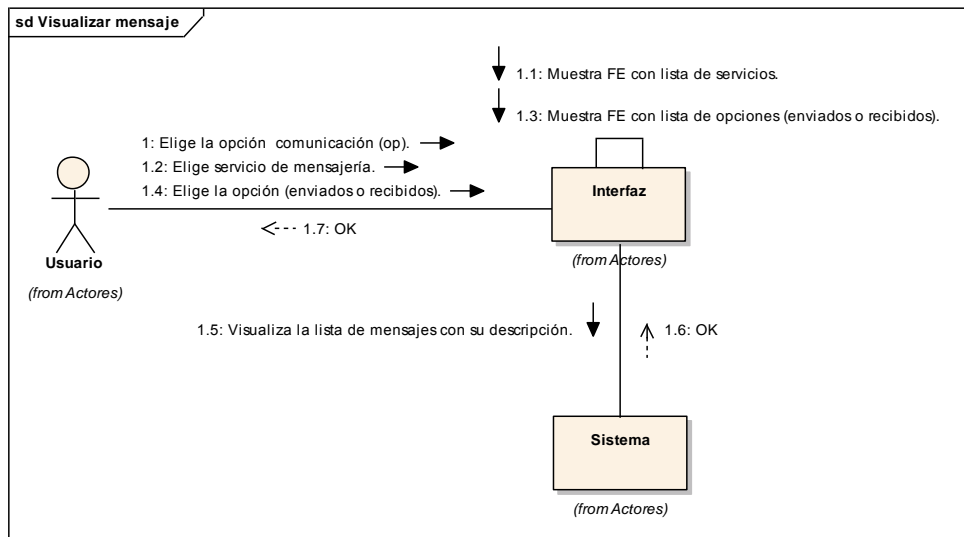 sd Visualizar mensaje
1.1: Muestra FE con lista de servicios.
1.3: Muestra FE con lista de opciones (enviados o recibidos).
1: Elige la opción comunicación (op).
1.2: Elige servicio de mensajería.
1.4: Elige la opción (enviados o recibidos).
Interfaz
1.7: OK
Usuario
(from Actores)
(from Actores)
1.5: Visualiza la lista de mensajes con su descripción.
1.6: OK
Sistema
(from Actores)